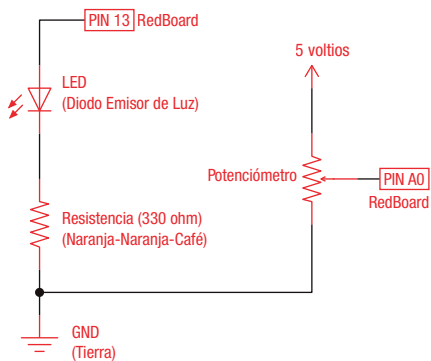 PIN 13 RedBoard
LED
(Diodo Emisor de Luz)
Resistencia (330 ohm)
(Naranja-Naranja-Café)
GND
(Tierra)
5 voltios
Potenciómetro
PIN A0
RedBoard